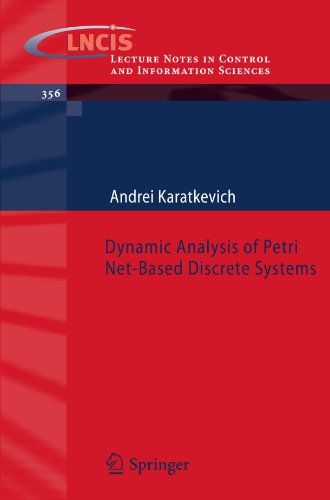 LNCIS
LECTURE NOTES IN CONTROL
AND INFORMATION SCIENCES
356
Andrei Karatkevich
Dynamic Analysis of Petri
Net-Based Discrete Systems
Springer